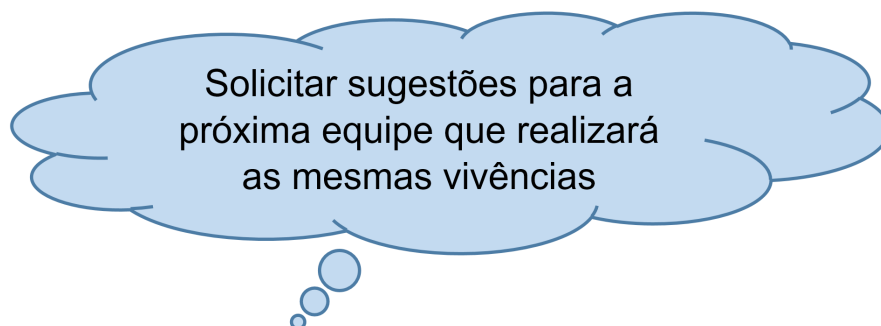 Solicitar sugestões para a
próxima equipe que realizará
as mesmas vivências